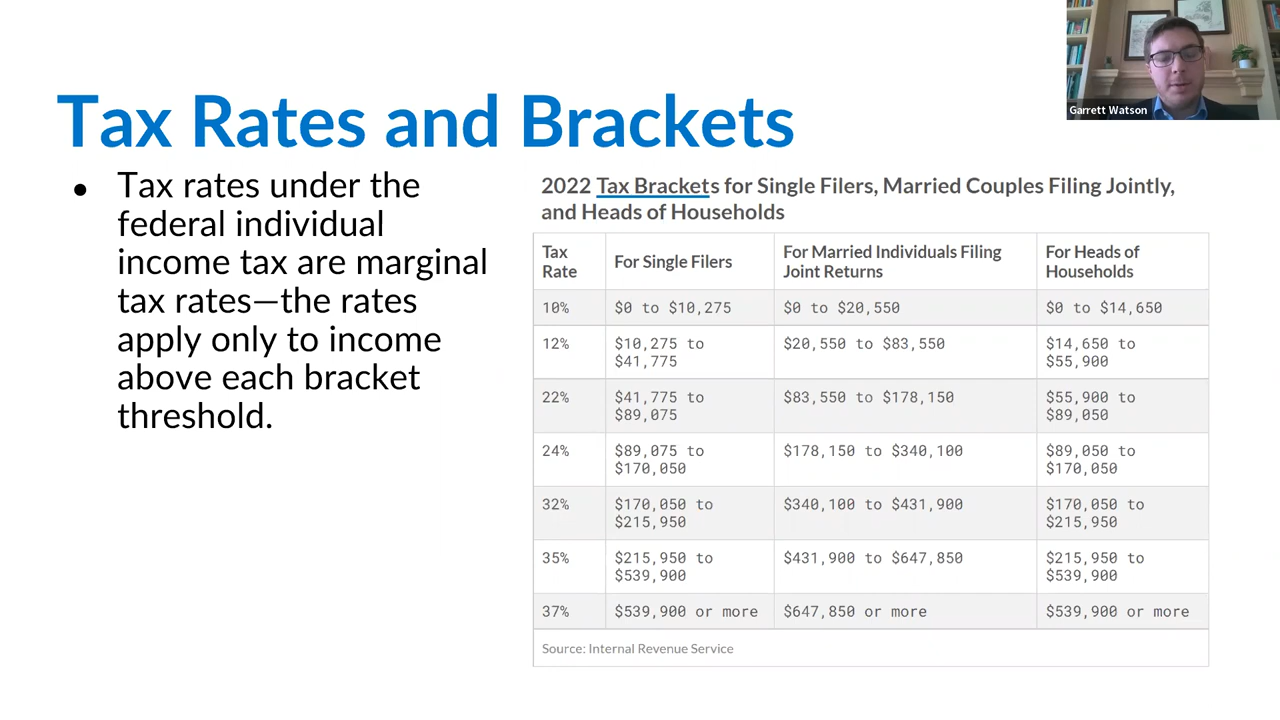 Garrett Watson
Tax Rates and Brackets
● Tax rates under the
federal individual
income tax are marginal
tax rates—the rates
apply only to income
above each bracket
threshold.
2022 Tax Brackets for Single Filers, Married Couples Filing Jointly,
and Heads of Households
Tax Rate | For Single Filers | For Married Individuals Filing Joint Returns | For Heads of Households
10% | $0 to $10,275 | $0 to $20,550 | $0 to $14,650
12% | $10,275 to $41,775 | $20,550 to $83,550 | $14,650 to $55,900
22% | $41,775 to $89,075 | $83,550 to $178,150 | $55,900 to $89,050
24% | $89,075 to $170,050 | $178,150 to $340,100 | $89,050 to $170,050
32% | $170,050 to $215,950 | $340,100 to $431,900 | $170,050 to $215,950
35% | $215,950 to $539,900 | $431,900 to $647,850 | $215,950 to $539,900
37% | $539,900 or more | $647,850 or more | $539,900 or more
Source: Internal Revenue Service